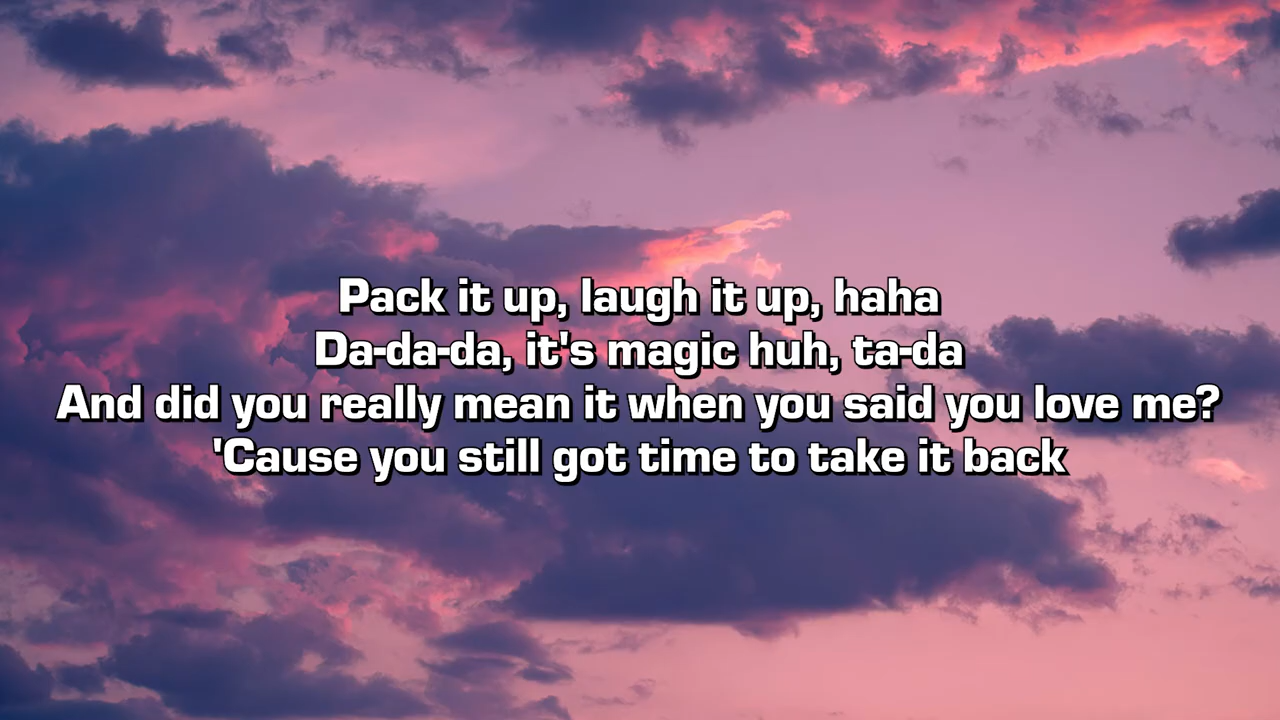 Pack it up, laugh it up, haha
Da-da-da, it's magic huh, ta-da
And did you really mean it when you said you love me?
'Cause you still got time to take it back